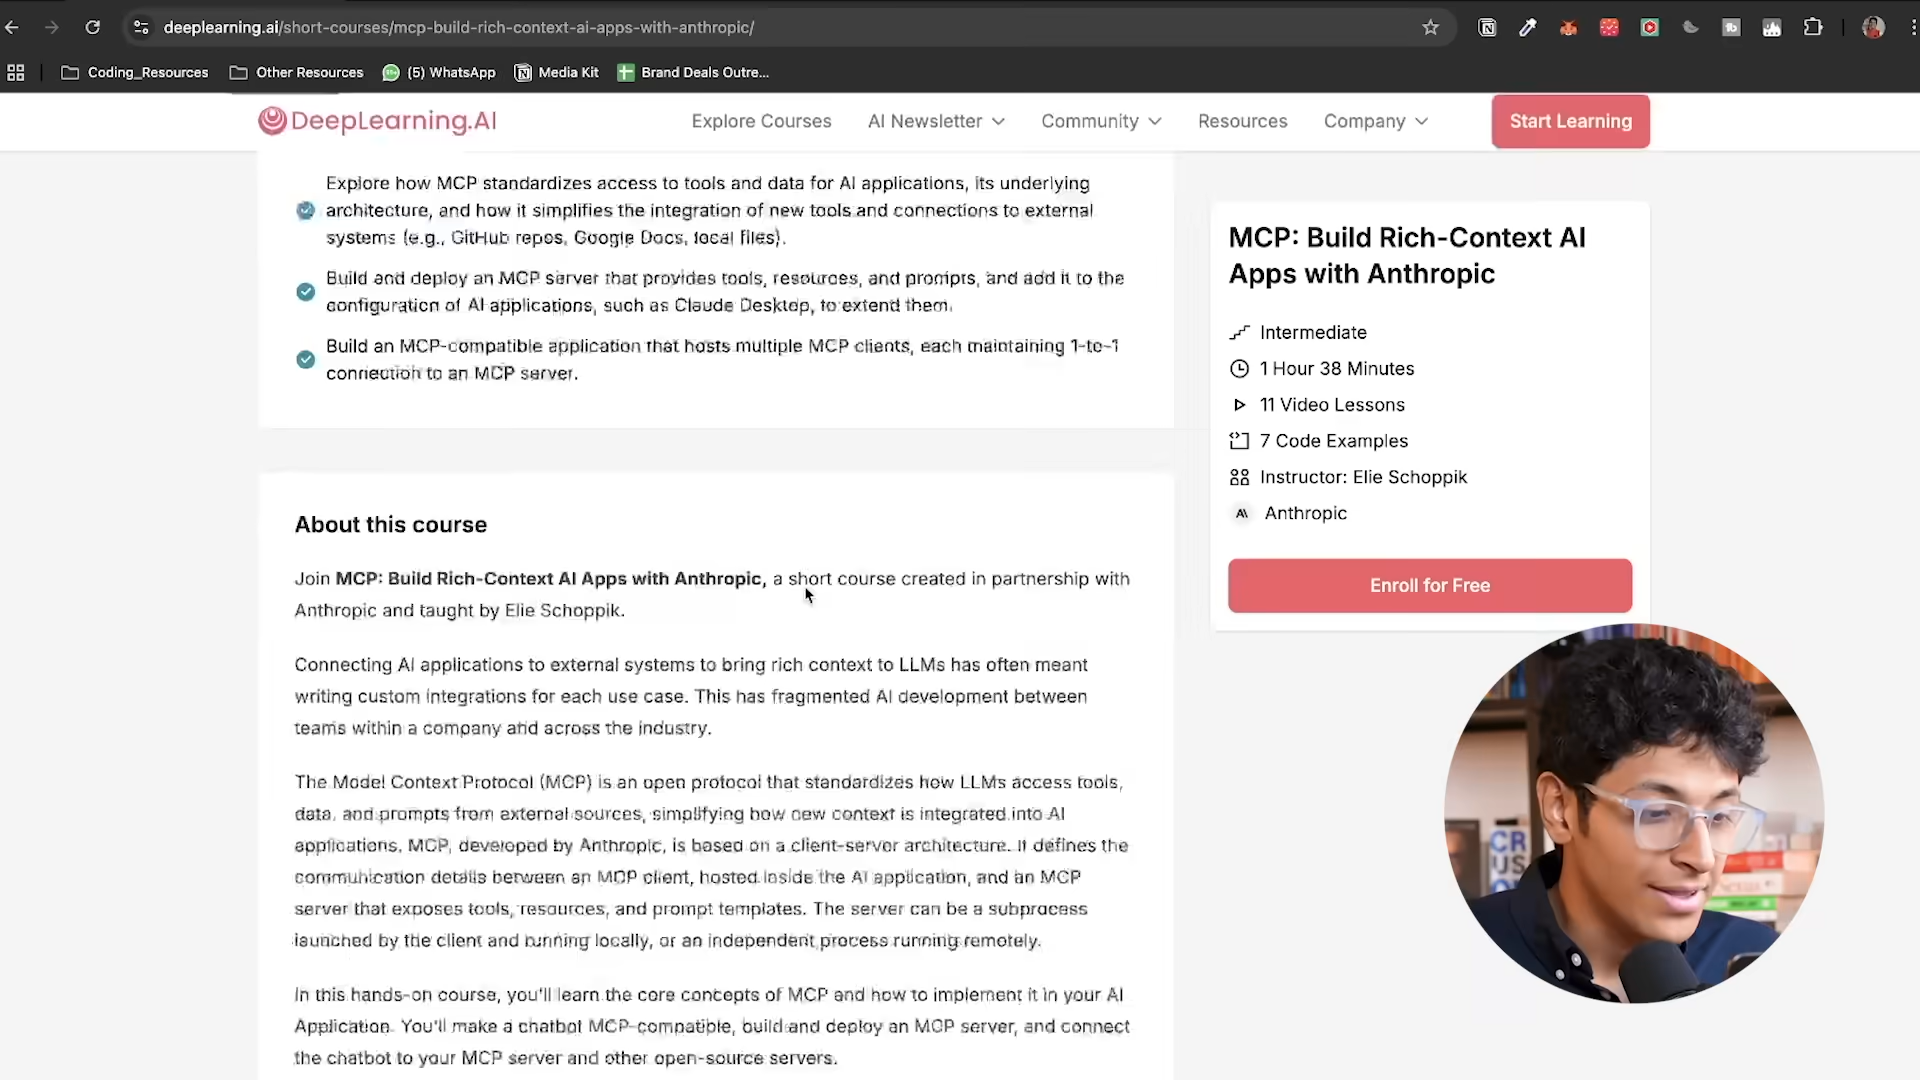 deeplearning.ai/short-courses/mcp-build-rich-context-ai-apps-with-anthropic/
Coding_Resources
Other Resources
(5) WhatsApp
Media Kit
Brand Deals Outre...
DeepLearning.AI
Explore Courses
AI Newsletter
Community
Resources
Company
Start Learning
Explore how MCP standardizes access to tools and data for AI applications, its underlying
architecture, and how it simplifies the integration of new tools and connections to external
systems (e.g., GitHub repos, Google Docs, local files).
Build and deploy an MCP server that provides tools, resources, and prompts, and add it to the
configuration of AI applications, such as Claude Desktop, to extend them.
Build an MCP-compatible application that hosts multiple MCP clients, each maintaining 1-to-1
connection to an MCP server.
About this course
Join MCP: Build Rich-Context AI Apps with Anthropic, a short course created in partnership with
Anthropic and taught by Elie Schoppik.
Connecting AI applications to external systems to bring rich context to LLMs has often meant
writing custom integrations for each use case. This has fragmented AI development between
teams within a company and across the industry.
The Model Context Protocol (MCP) is an open protocol that standardizes how LLMs access tools,
data, and prompts from external sources, simplifying how new context is integrated into AI
applications. MCP, developed by Anthropic, is based on a client-server architecture. It defines the
communication details between an MCP client, hosted inside the AI application, and an MCP
server that exposes tools, resources, and prompt templates. The server can be a subprocess
launched by the client and running locally, or an independent process running remotely.
In this hands-on course, you'll learn the core concepts of MCP and how to implement it in your AI
Application. You'll make a chatbot MCP-compatible, build and deploy an MCP server, and connect
the chatbot to your MCP server and other open-source servers.
MCP: Build Rich-Context AI
Apps with Anthropic
Intermediate
1 Hour 38 Minutes
11 Video Lessons
7 Code Examples
Instructor: Elie Schoppik
Anthropic
Enroll for Free
CR
US